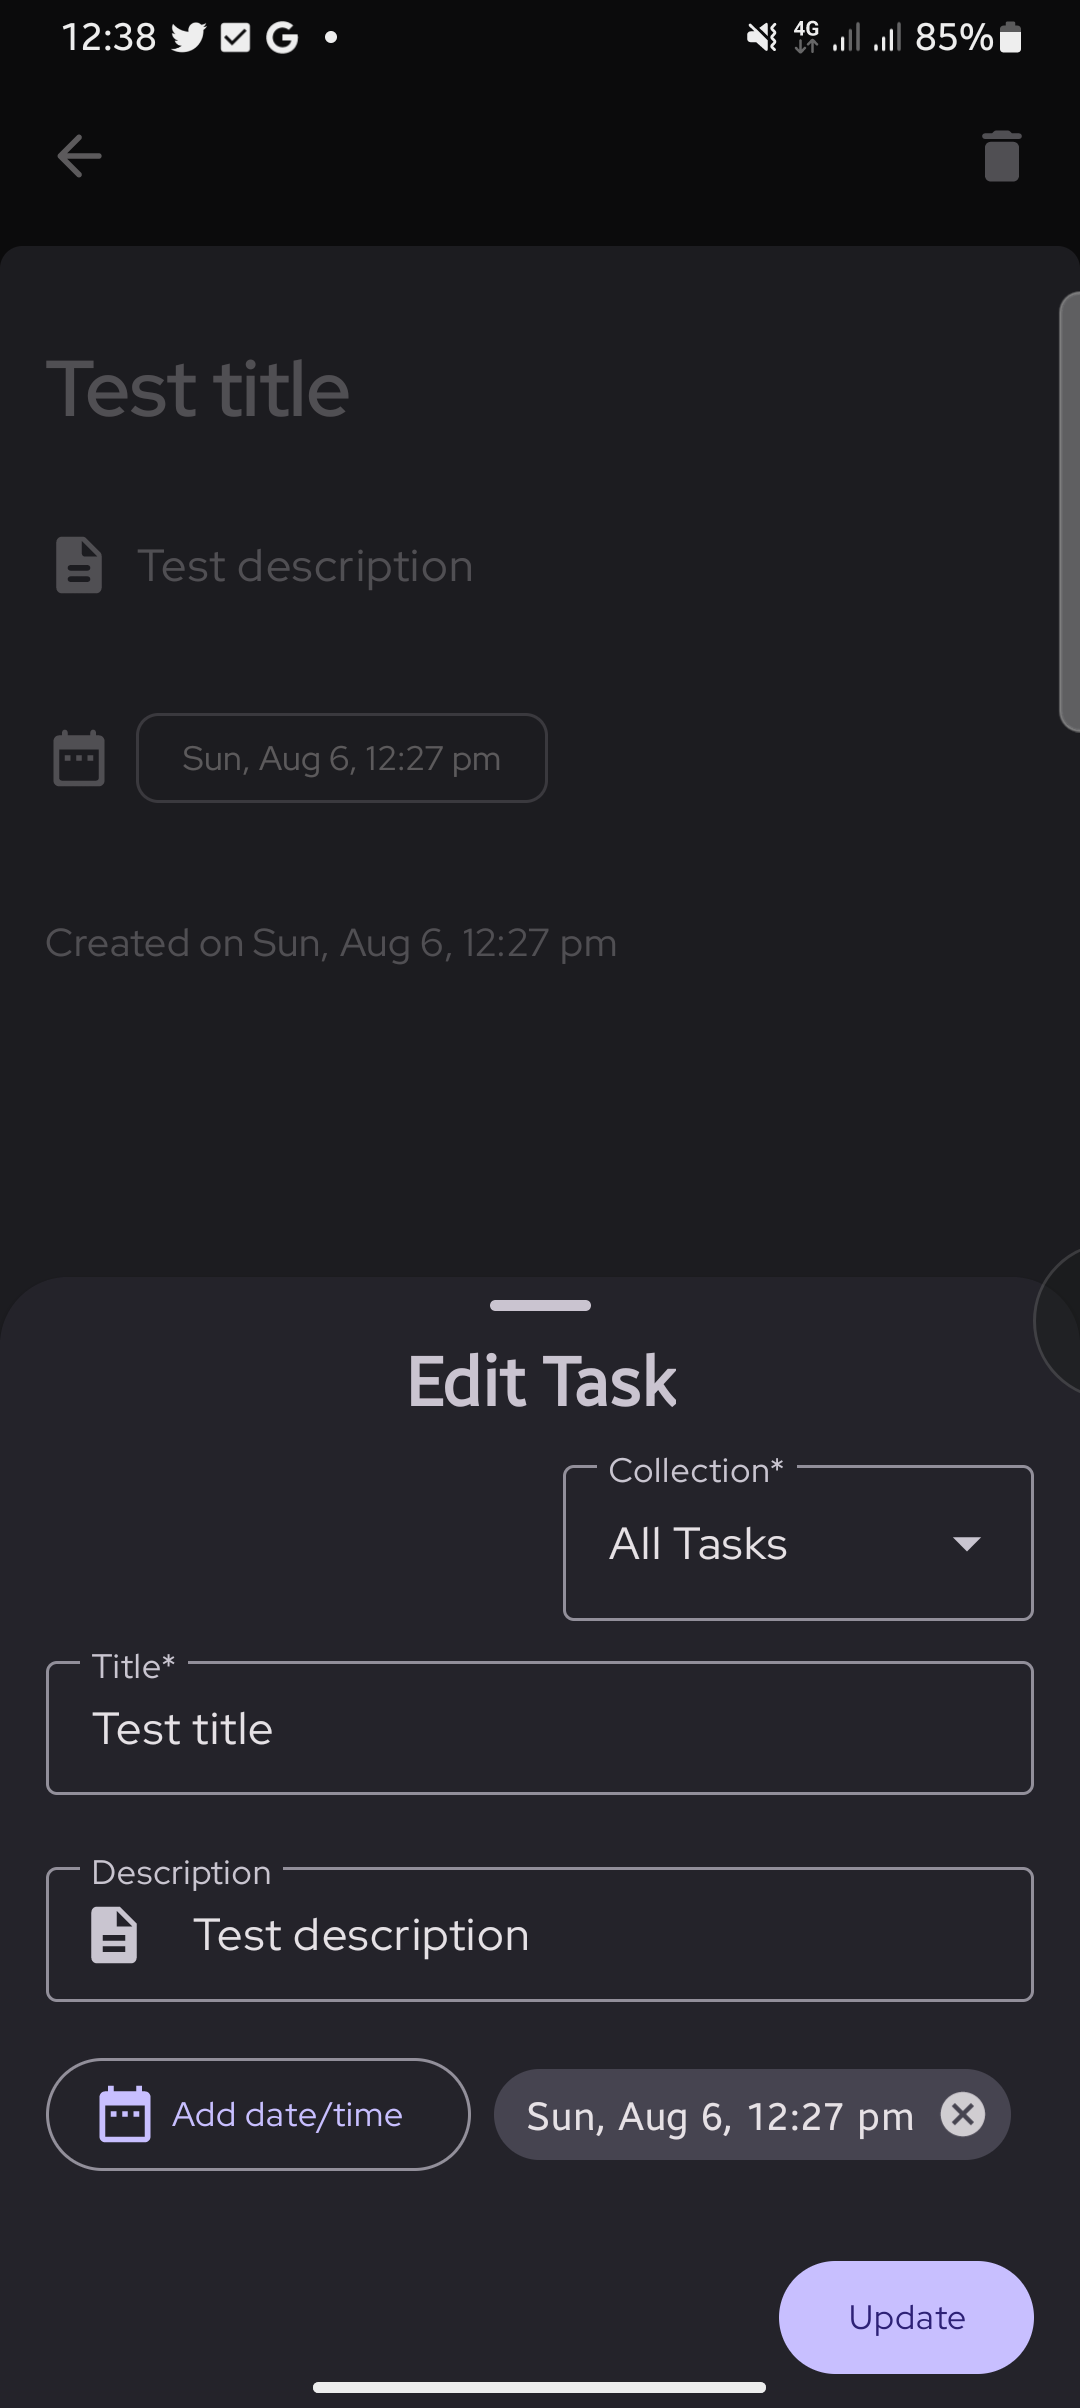 12:38
4G
85%
Test title
Test description
Sun, Aug 6, 12:27 pm
Created on Sun, Aug 6, 12:27 pm
Edit Task
Collection*
All Tasks
Title*
Test title
Description
Test description
Add date/time
Sun, Aug 6, 12:27 pm
Update